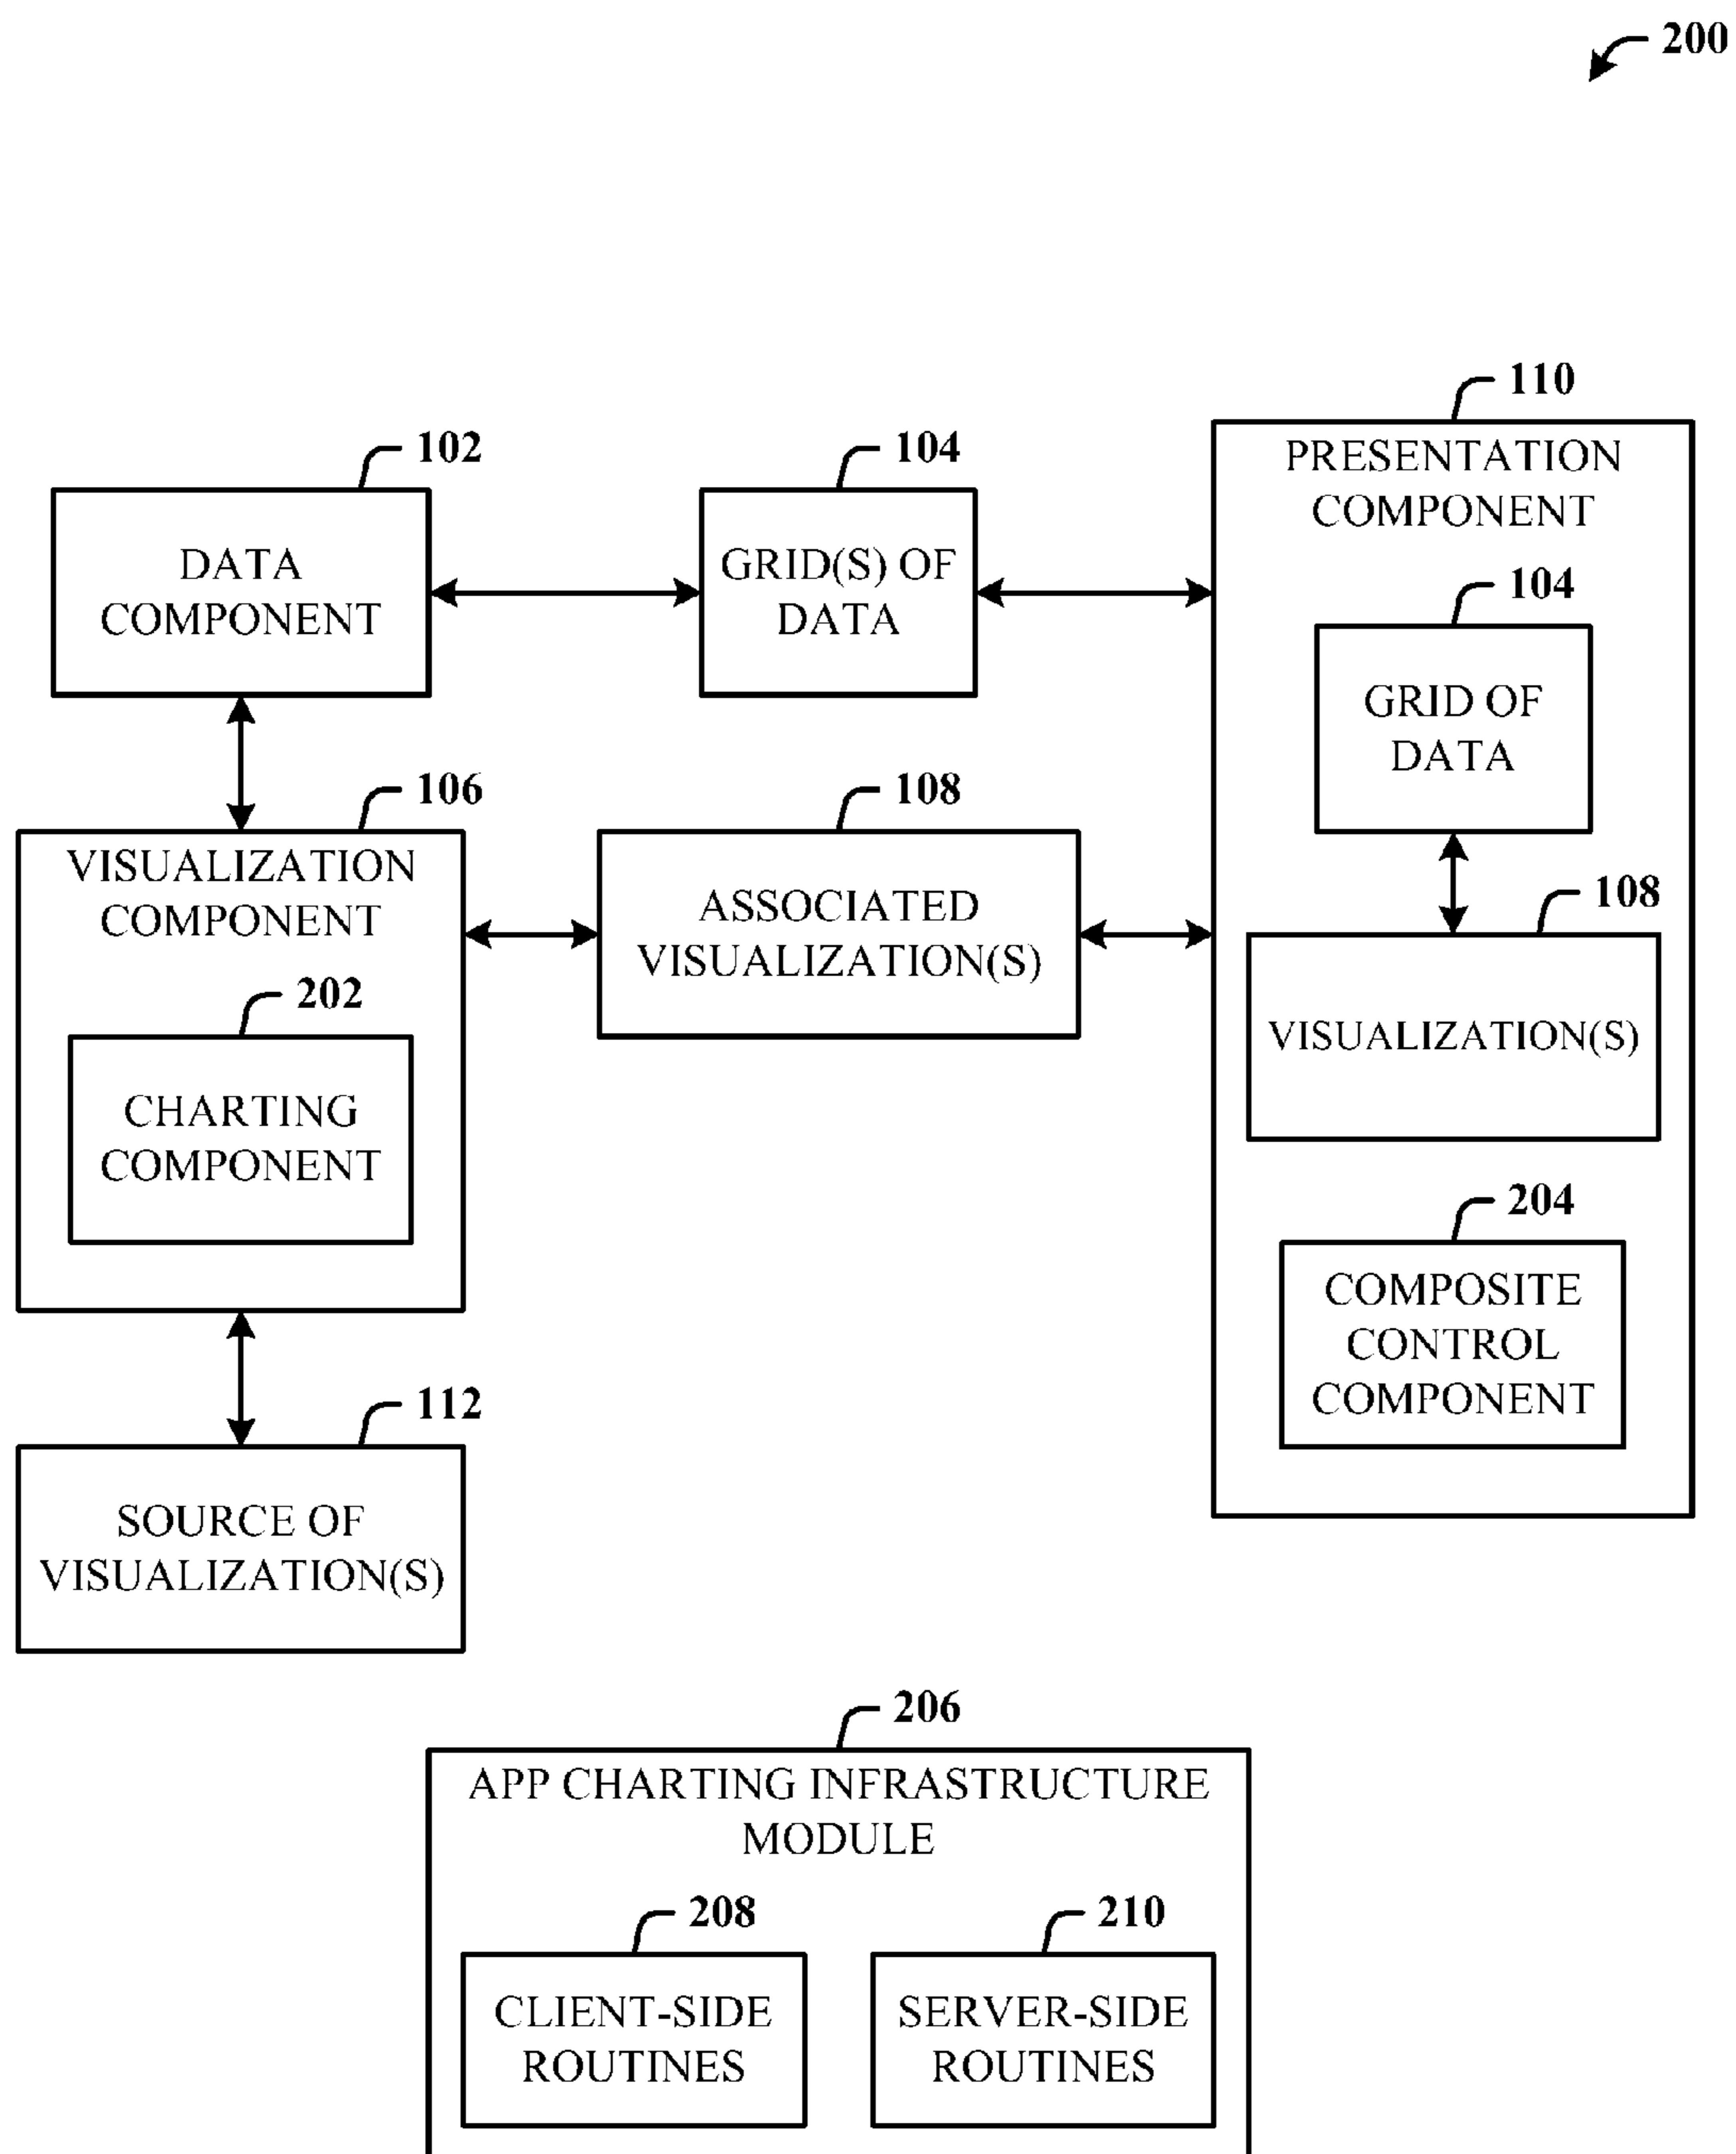 200
110
PRESENTATION
COMPONENT
102
104
DATA
COMPONENT
GRID(S) OF
DATA
104
GRID OF
DATA
106
108
VISUALIZATION
COMPONENT
ASSOCIATED
VISUALIZATION(S)
108
VISUALIZATION(S)
202
CHARTING
COMPONENT
204
COMPOSITE
CONTROL
COMPONENT
112
SOURCE OF
VISUALIZATION(S)
206
APP CHARTING INFRASTRUCTURE
MODULE
208
210
CLIENT-SIDE
ROUTINES
SERVER-SIDE
ROUTINES